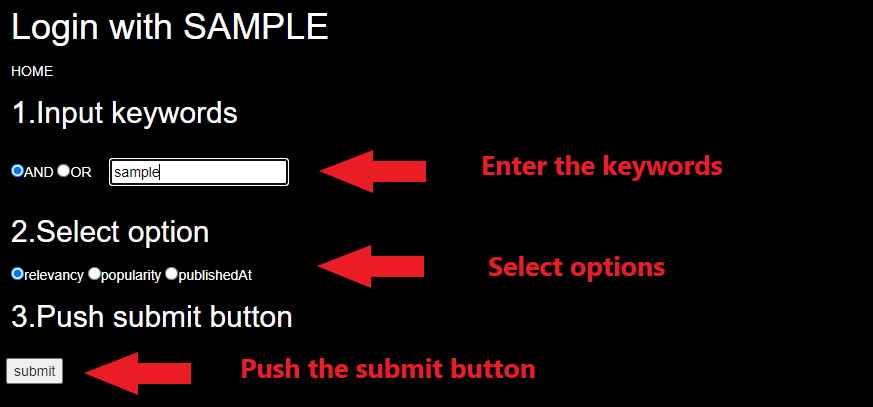 Login with SAMPLE
HOME
1.Input keywords
AND OR sample Enter the keywords
2.Select option
relevancy popularity publishedAt Select options
3.Push submit button
submit Push the submit button